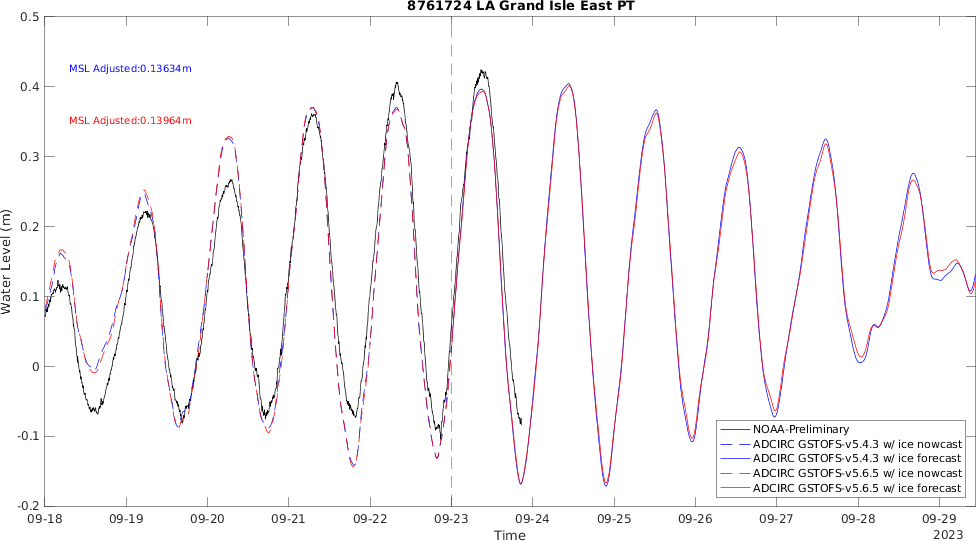 8761724 LA Grand Isle East PT
MSL Adjusted:0.13634m
MSL Adjusted:0.13964m
Water Level (m)
0.5
0.4
0.3
0.2
0.1
0
-0.1
-0.2
NOAA-Preliminary
ADCIRC GSTOFS-v5.4.3 w/ ice nowcast
ADCIRC GSTOFS-v5.4.3 w/ ice forecast
ADCIRC GSTOFS-v5.6.5 w/ ice nowcast
ADCIRC GSTOFS-v5.6.5 w/ ice forecast
09-18 09-19 09-20 09-21 09-22 09-23 09-24 09-25 09-26 09-27 09-28 09-29
Time
2023